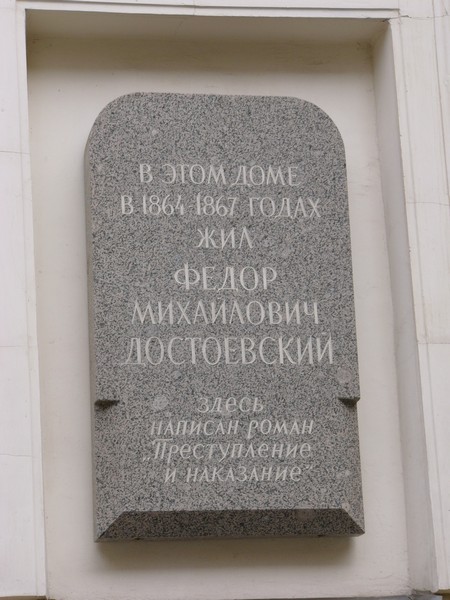 В ЭТОМ ДОМЕ
В 1864-1867 ГОДАХ
ЖИЛ
ФЕДОР
МИХАЙЛОВИЧ
ДОСТОЕВСКИЙ
ЗДЕСЬ
НАПИСАН РОМАН
„Преступление
и наказание"